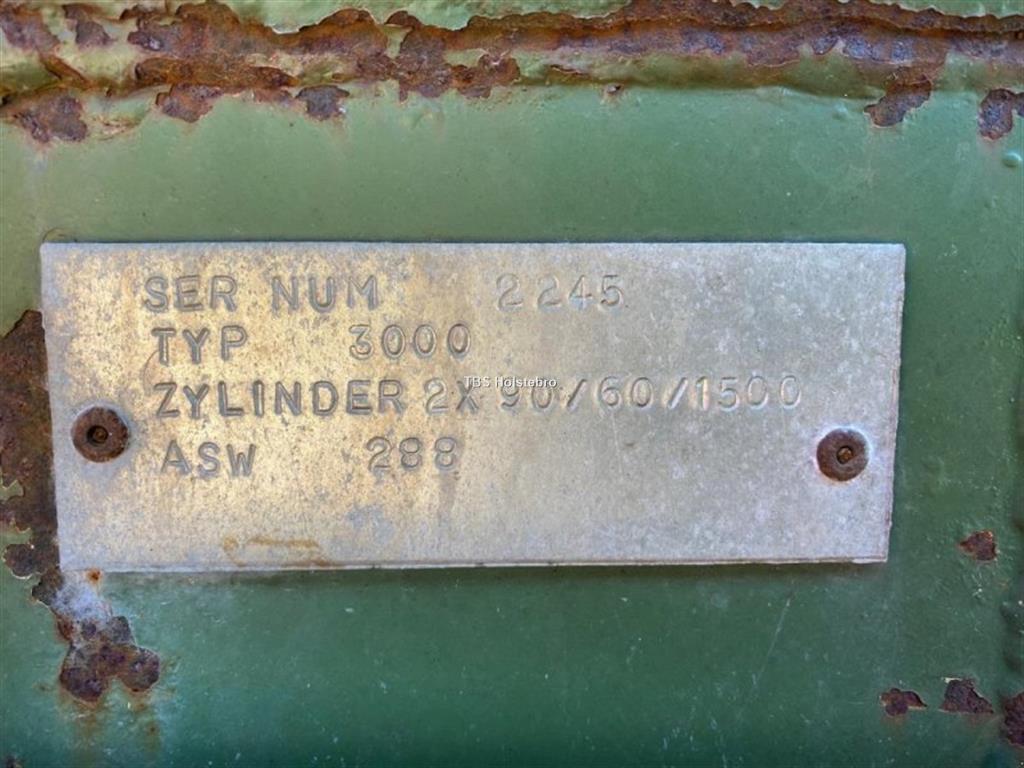 SER NUM 2245
TYP 3000
TBS Holstebro
ZYLINDER 2X 90/60/1500
ASW 288